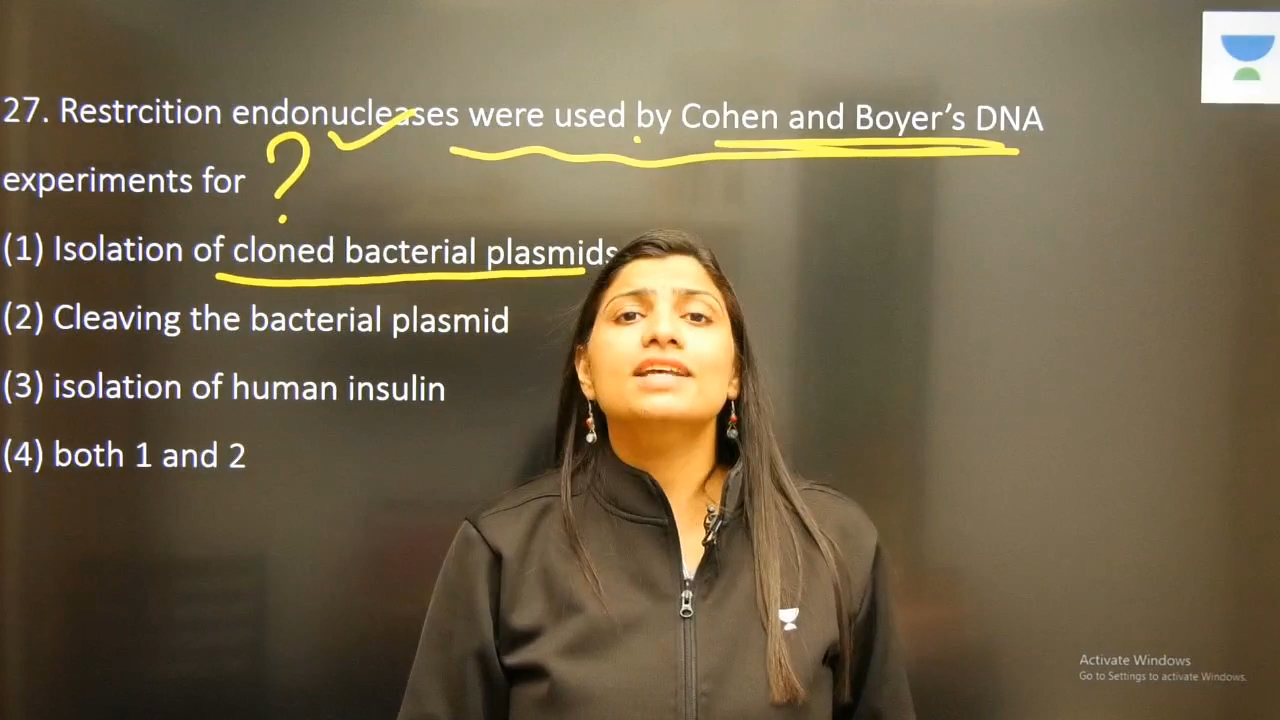 27. Restrcition endonucleases were used by Cohen and Boyer's DNA
experiments for
?
(1) Isolation of cloned bacterial plasmids
(2) Cleaving the bacterial plasmid
(3) isolation of human insulin
(4) both 1 and 2
Activate Windows
Go to Settings to activate Windows.